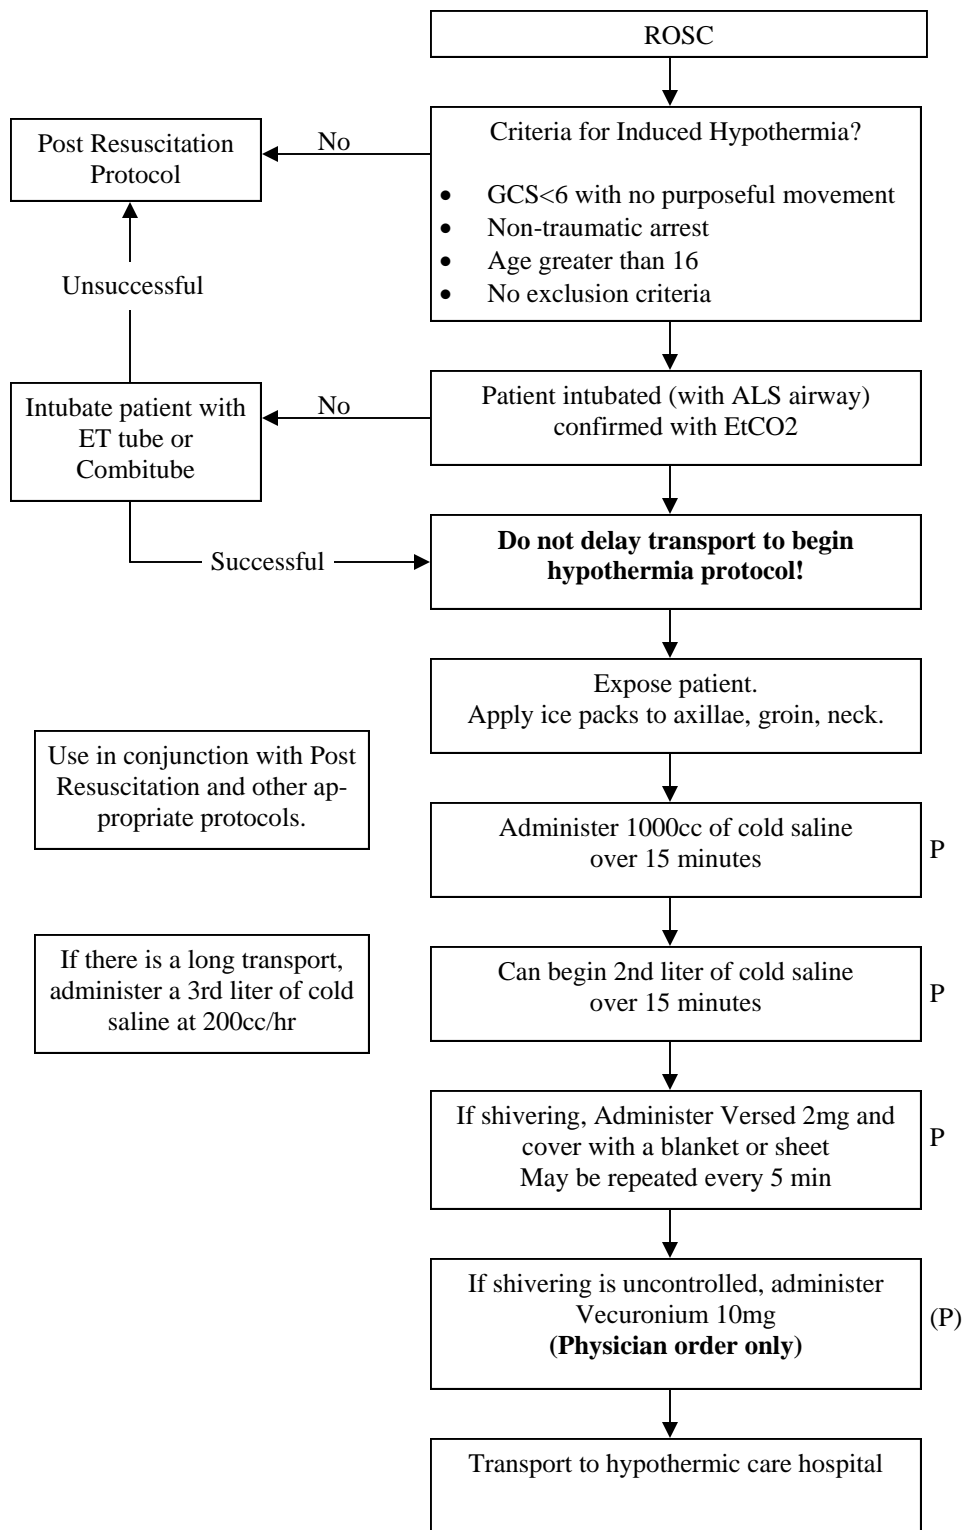 ROSC
Criteria for Induced Hypothermia?
• GCS<6 with no purposeful movement
• Non-traumatic arrest
• Age greater than 16
• No exclusion criteria
No
Post Resuscitation
Protocol
Unsuccessful
Patient intubated (with ALS airway)
confirmed with EtCO2
No
Intubate patient with
ET tube or
Combitube
Successful
Do not delay transport to begin
hypothermia protocol!
Expose patient.
Apply ice packs to axillae, groin, neck.
Use in conjunction with Post
Resuscitation and other ap-
propriate protocols.
Administer 1000cc of cold saline
over 15 minutes
P
If there is a long transport,
administer a 3rd liter of cold
saline at 200cc/hr
Can begin 2nd liter of cold saline
over 15 minutes
P
If shivering, Administer Versed 2mg and
cover with a blanket or sheet
May be repeated every 5 min
P
If shivering is uncontrolled, administer
Vecuronium 10mg
(Physician order only)
(P)
Transport to hypothermic care hospital